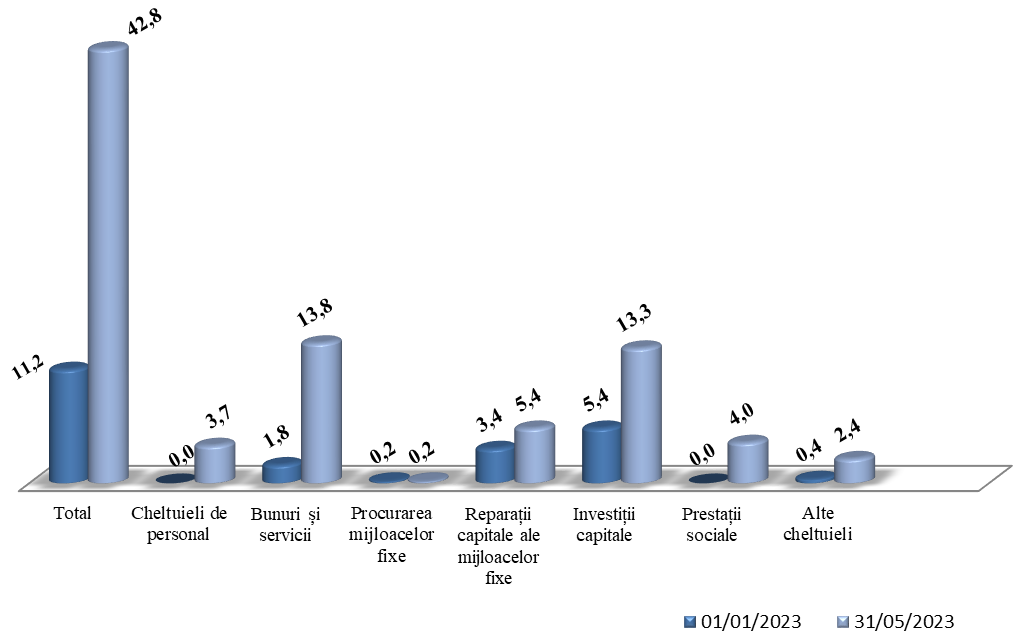 42,8
11,2
0,0
3,7
1,8
13,8
0,2
0,2
3,4
5,4
5,4
13,3
0,0
4,0
0,4
2,4
Total
Cheltuieli de
personal
Bunuri și
servicii
Procurarea
mijloacelor
fixe
Reparații
capitale ale
mijloacelor
fixe
Investiții
capitale
Prestații
sociale
Alte
cheltuieli
01/01/2023
31/05/2023